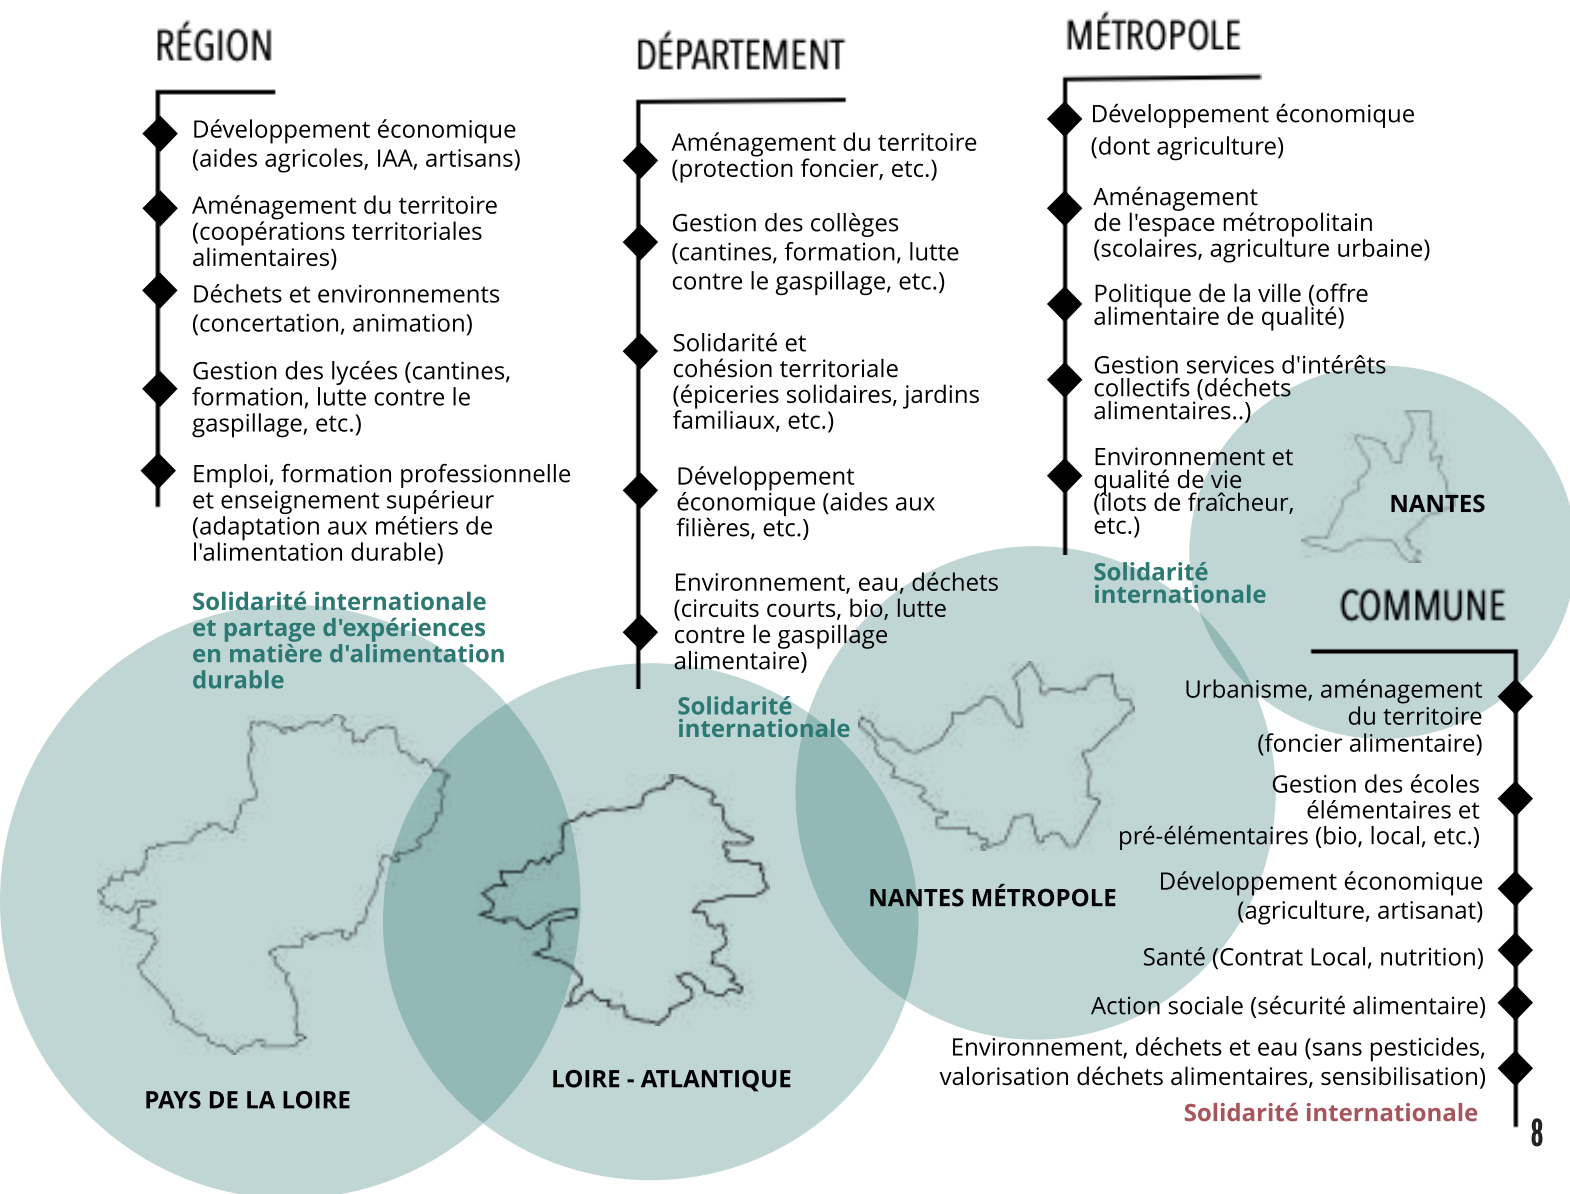 RÉGION
Développement économique
(aides agricoles, IAA, artisans)
Aménagement du territoire
(coopérations territoriales
alimentaires)
Déchets et environnements
(concertation, animation)
Gestion des lycées (cantines,
formation, lutte contre le
gaspillage, etc.)
Emploi, formation professionnelle
et enseignement supérieur
(adaptation aux métiers de
l'alimentation durable)
Solidarité internationale
et partage d'expériences
en matière d'alimentation
durable
PAYS DE LA LOIRE
DÉPARTEMENT
Aménagement du territoire
(protection foncier, etc.)
Gestion des collèges
(cantines, formation, lutte
contre le gaspillage, etc.)
Solidarité et
cohésion territoriale
(épiceries solidaires, jardins
familiaux, etc.)
Développement
économique (aides aux
filières, etc.)
Environnement, eau, déchets
(circuits courts, bio, lutte
contre le gaspillage
alimentaire)
Solidarité
internationale
LOIRE - ATLANTIQUE
MÉTROPOLE
Développement économique
(dont agriculture)
Aménagement
de l'espace métropolitain
(scolaires, agriculture urbaine)
Politique de la ville (offre
alimentaire de qualité)
Gestion services d'intérêts
collectifs (déchets
alimentaires..)
Environnement et
qualité de vie
(îlots de fraîcheur,
etc.)
Solidarité
internationale
NANTES MÉTROPOLE
NANTES
COMMUNE
Urbanisme, aménagement
du territoire
(foncier alimentaire)
Gestion des écoles
élémentaires et
pré-élémentaires (bio, local, etc.)
Développement économique
(agriculture, artisanat)
Santé (Contrat Local, nutrition)
Action sociale (sécurité alimentaire)
Environnement, déchets et eau (sans pesticides,
valorisation déchets alimentaires, sensibilisation)
Solidarité internationale
8